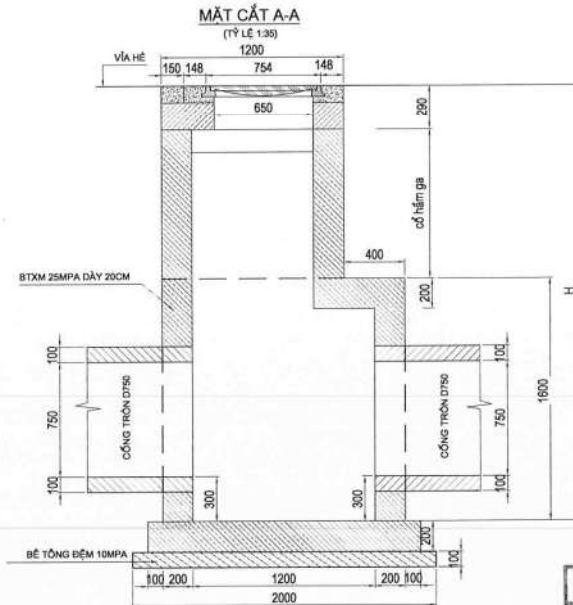 MẶT CẮT A-A
(TỶ LỆ 1:35)
VỈA HÈ
1200
150 148 754 148
650
290
cổ hầm ga
400
200
BTXM 25MPA DÀY 20CM
H
1600
100
750
100
CỐNG TRÒN D750
CỐNG TRÒN D750
100
750
100
300
300
200
BÊ TÔNG ĐỆM 10MPA
100
100 200 1200 200 100
2000